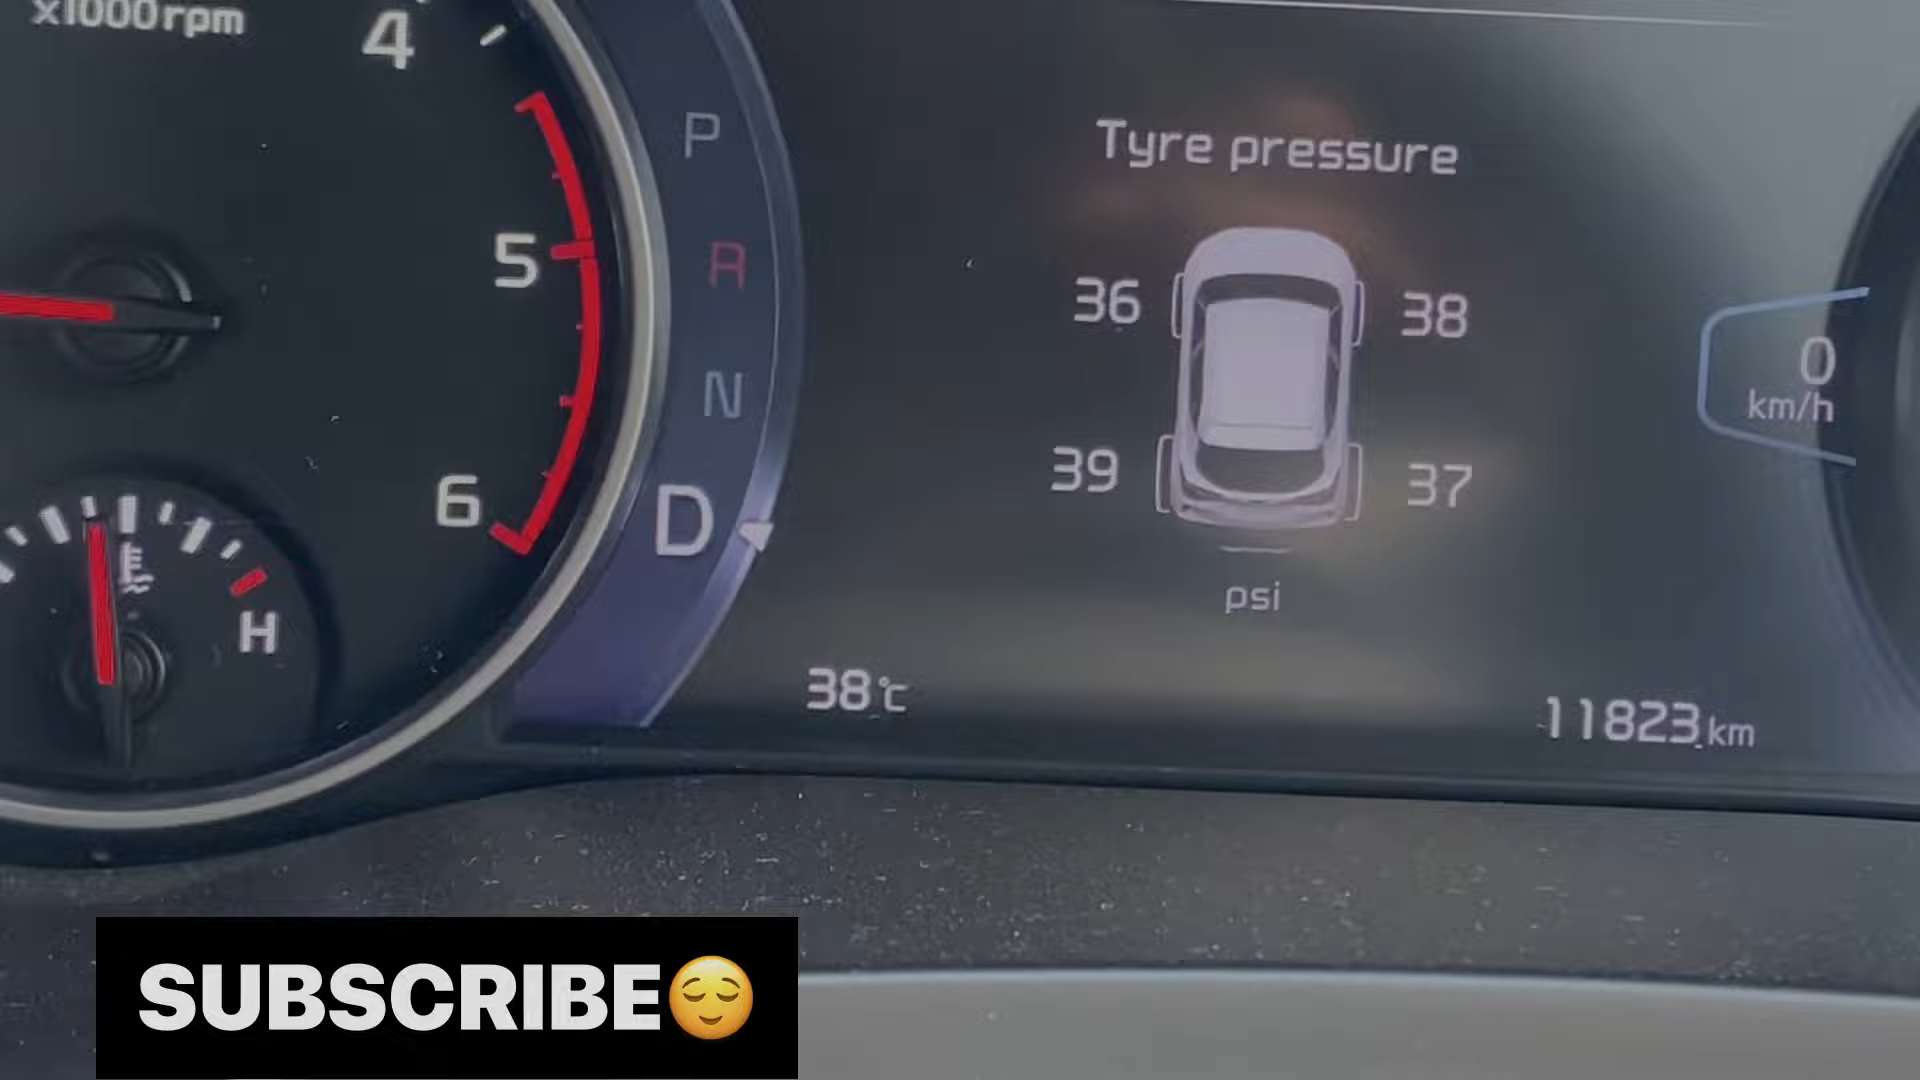 x1000rpm
4
5
6
H
P
R
N
D
Tyre pressure
36 38
39 37
psi
0
km/h
38°C
11823 km
SUBSCRIBE😌